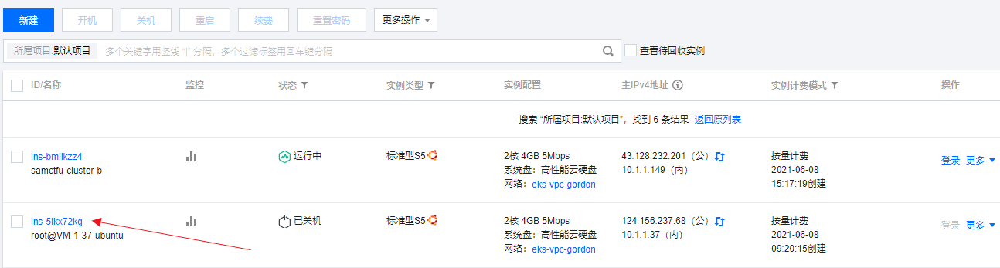 新建 开机 关机 重启 续费 重置密码 更多操作
所属项目:默认项目 多个关键字用竖线 "|" 分隔，多个过滤标签用回车键分隔 查看待回收实例
ID/名称 监控 状态 实例类型 实例配置 主IPv4地址 实例计费模式 操作
搜索 "所属项目:默认项目"，找到 6 条结果 返回原列表
ins-bmlikzz4 运行中 标准型S5 2核 4GB 5Mbps 43.128.232.201（公） 按量计费
samctfu-cluster-b 系统盘：高性能云硬盘 10.1.1.149（内） 2021-06-08 登录 更多
网络：eks-vpc-gordon 15:17:19创建
ins-5ikx72kg 已关机 标准型S5 2核 4GB 5Mbps 124.156.237.68（公） 按量计费
root@VM-1-37-ubuntu 系统盘：高性能云硬盘 10.1.1.37（内） 2021-06-08 登录 更多
网络：eks-vpc-gordon 09:20:15创建